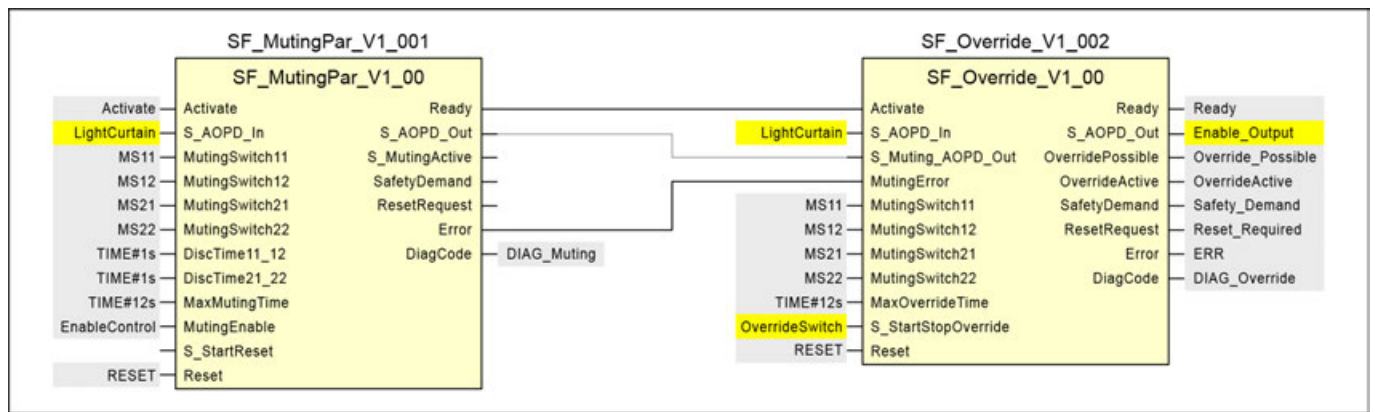 SF_MutingPar_V1_001 SF_Override_V1_002
SF_MutingPar_V1_00 SF_Override_V1_00
Activate Activate Ready Activate Ready Ready
LightCurtain S_AOPD_In S_AOPD_Out LightCurtain S_AOPD_In S_AOPD_Out Enable_Output
MS11 MutingSwitch11 S_MutingActive S_Muting_AOPD_Out OverridePossible Override_Possible
MS12 MutingSwitch12 SafetyDemand MutingError OverrideActive OverrideActive
MS21 MutingSwitch21 ResetRequest MS11 MutingSwitch11 SafetyDemand Safety_Demand
MS22 MutingSwitch22 Error MS12 MutingSwitch12 ResetRequest Reset_Required
TIME#1s DiscTime11_12 DiagCode DIAG_Muting MS21 MutingSwitch21 Error ERR
TIME#1s DiscTime21_22 MS22 MutingSwitch22 DiagCode DIAG_Override
TIME#12s MaxMutingTime TIME#12s MaxOverrideTime
EnableControl MutingEnable OverrideSwitch S_StartStopOverride
S_StartReset RESET Reset
RESET Reset